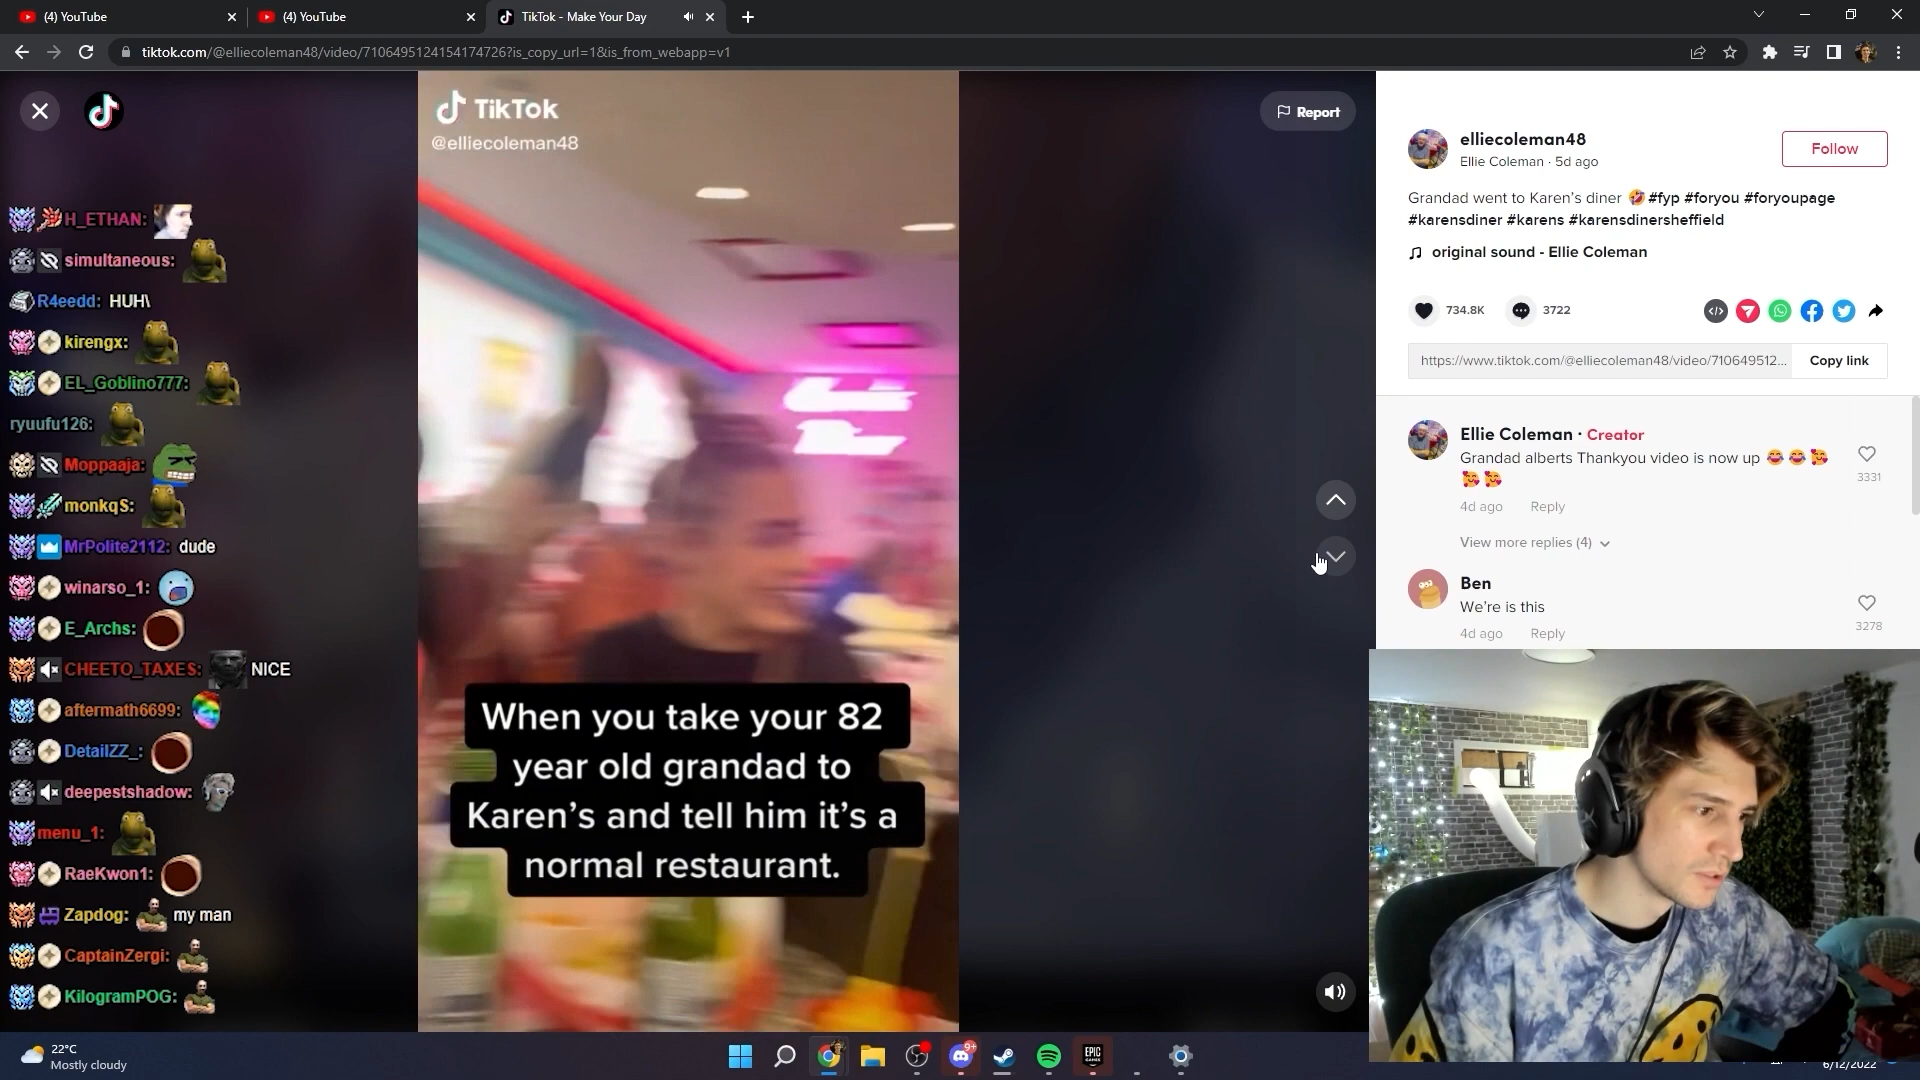 (4) YouTube
(4) YouTube
TikTok - Make Your Day
tiktok.com/@elliecoleman48/video/7106495124154174726?is_copy_url=1&is_from_webapp=v1
TikTok
@elliecoleman48
Report
H_ETHAN:
simultaneous:
R4eedd: HUH\
kirengx:
EL_Goblino777:
ryuufu126:
Moppaaja:
monkqS:
MrPolite2112: dude
winarso_1:
E_Archs:
CHEETO_TAXES: NICE
aftermath6699:
DetailZZ_:
deepestshadow:
menu_1:
RaeKwon1:
Zapdog: my man
CaptainZergi:
KilogramPOG:
When you take your 82
year old grandad to
Karen's and tell him it's a
normal restaurant.
elliecoleman48
Ellie Coleman · 5d ago
Follow
Grandad went to Karen's diner 🤣 #fyp #foryou #foryoupage
#karensdiner #karens #karensdinersheffield
original sound - Ellie Coleman
734.8K
3722
https://www.tiktok.com/@elliecoleman48/video/710649512...
Copy link
Ellie Coleman · Creator
Grandad alberts Thankyou video is now up 😂 😂 🥰
🥰 🥰
3331
4d ago Reply
View more replies (4)
Ben
We're is this
3278
4d ago Reply
22°C
Mostly cloudy
9+
EPIC
GAMES
6/12/2022